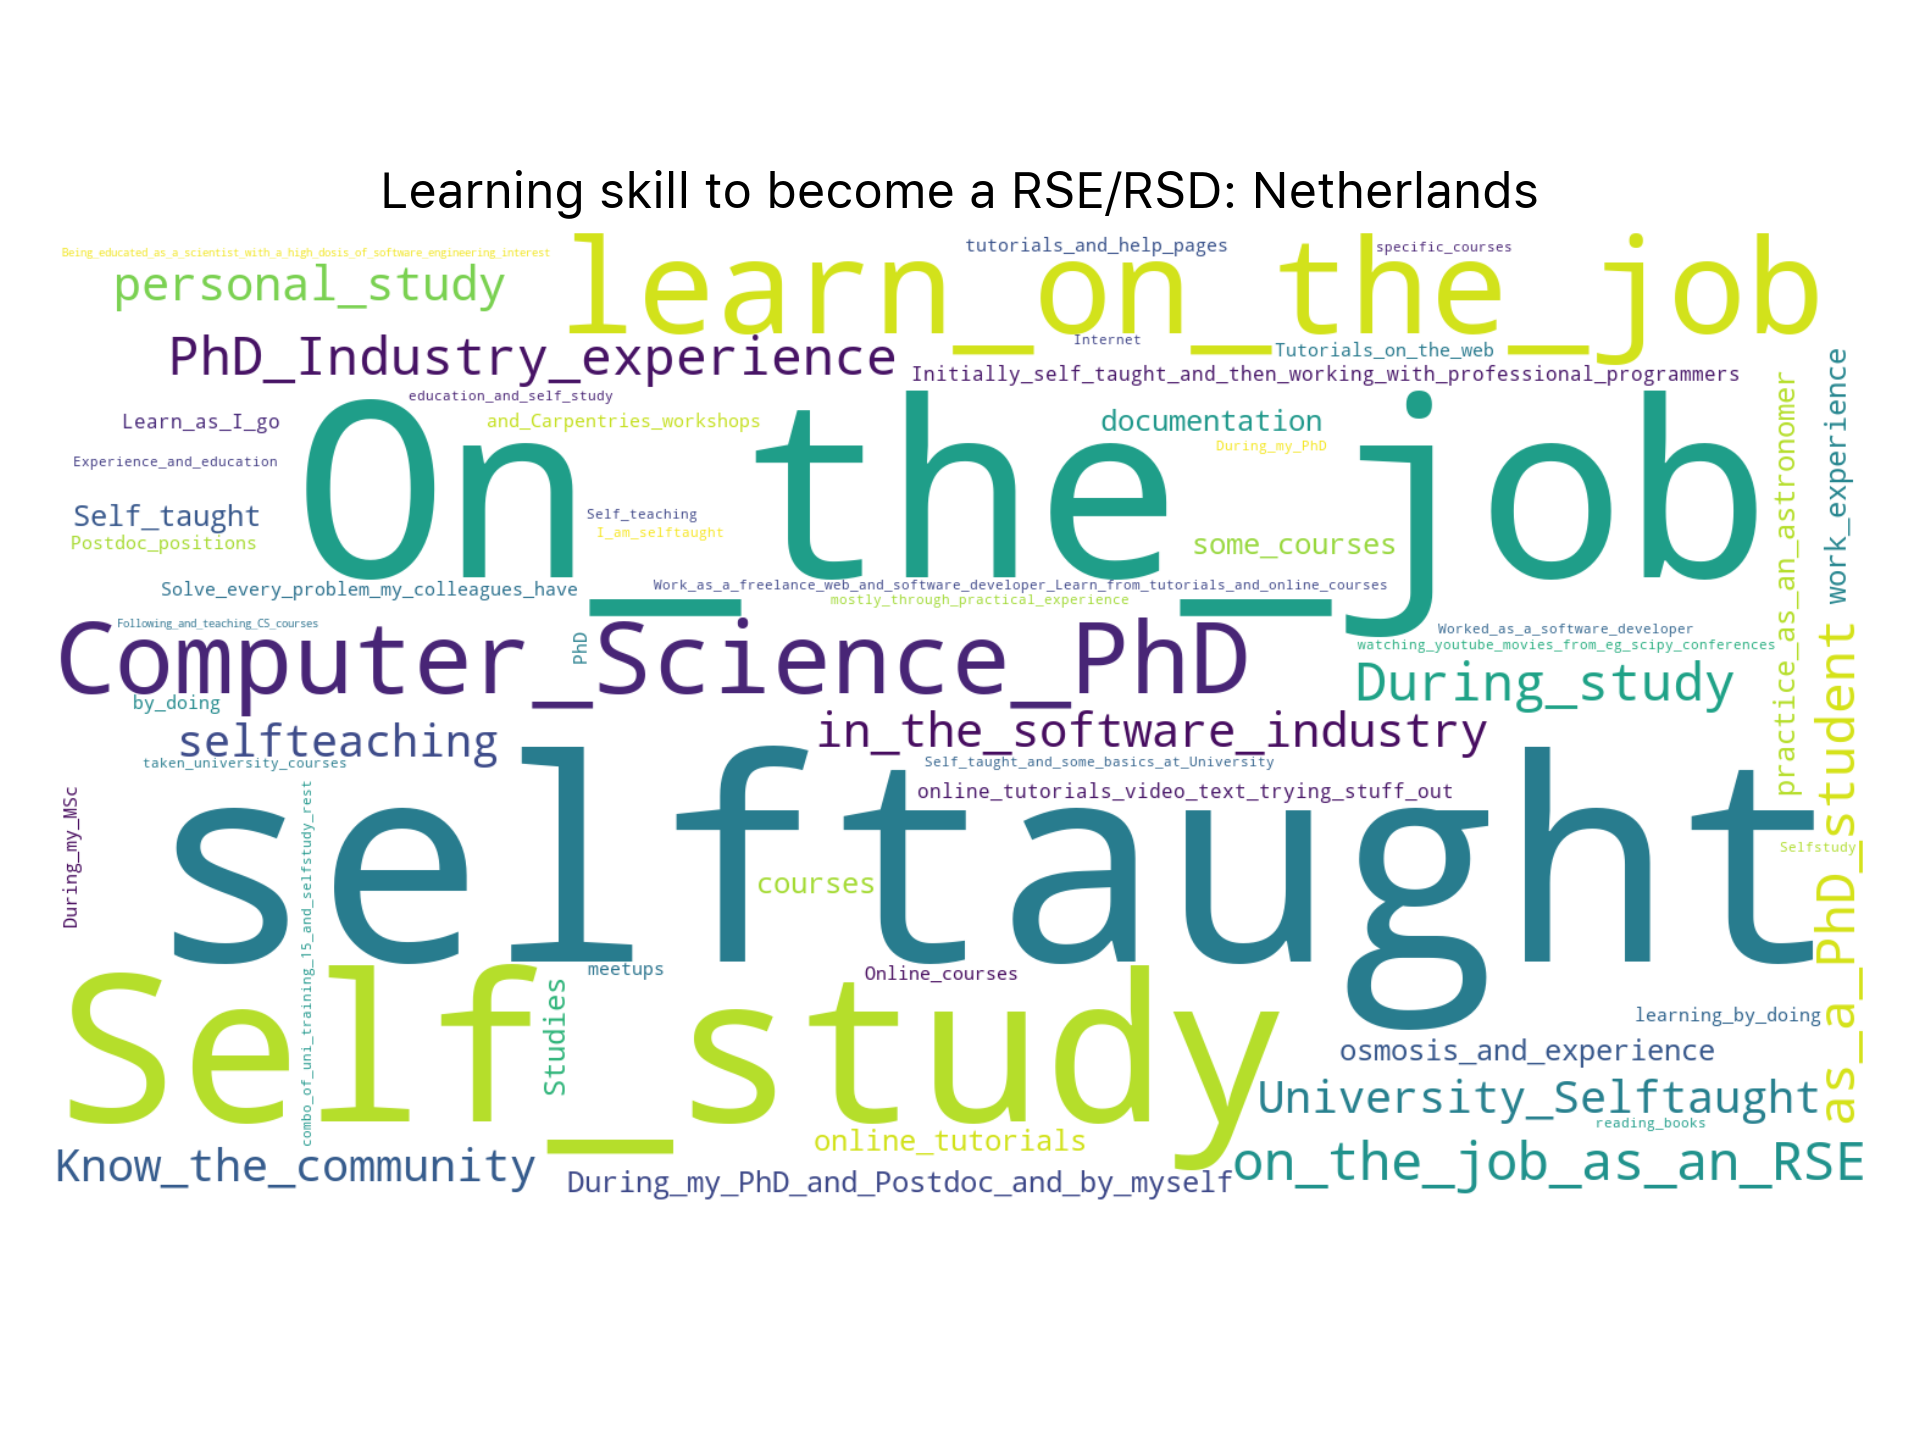 Learning skill to become a RSE/RSD: Netherlands
Being_educated_as_a_scientist_with_a_high_dosis_of_software_engineering_interest
tutorials_and_help_pages
specific_courses
personal_study
learn_on_the_job
PhD_Industry_experience
Internet
Tutorials_on_the_web
Initially_self_taught_and_then_working_with_professional_programmers
education_and_self_study
Learn_as_I_go
and_Carpentries_workshops
documentation
During_my_PhD
Experience_and_education
On_the_job
Self_taught
Self_teaching
I_am_selftaught
Postdoc_positions
some_courses
practice_as_an_astronomer
work_experience
Solve_every_problem_my_colleagues_have
Work_as_a_freelance_web_and_software_developer_Learn_from_tutorials_and_online_courses
mostly_through_practical_experience
Following_and_teaching_CS_courses
Computer_Science_PhD
PhD
Worked_as_a_software_developer
watching_youtube_movies_from_eg_scipy_conferences
During_study
by_doing
selfteaching
in_the_software_industry
taken_university_courses
Self_taught_and_some_basics_at_University
online_tutorials_video_text_trying_stuff_out
as_a_PhD_student
During_my_MSc
combo_of_uni_training_15_and_selfstudy_rest
selftaught
Selfstudy
courses
meetups
Online_courses
Self_study
Studies
learning_by_doing
osmosis_and_experience
University_Selftaught
reading_books
online_tutorials
Know_the_community
on_the_job_as_an_RSE
During_my_PhD_and_Postdoc_and_by_myself